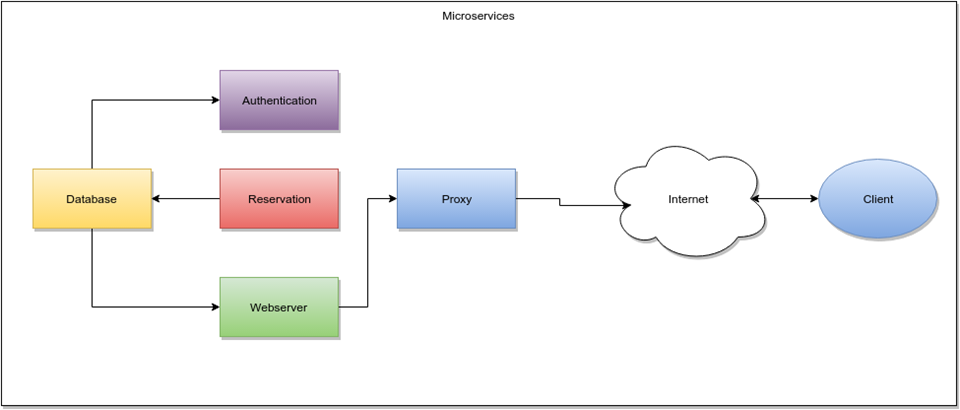 Microservices
Authentication
Database
Reservation
Proxy
Internet
Client
Webserver